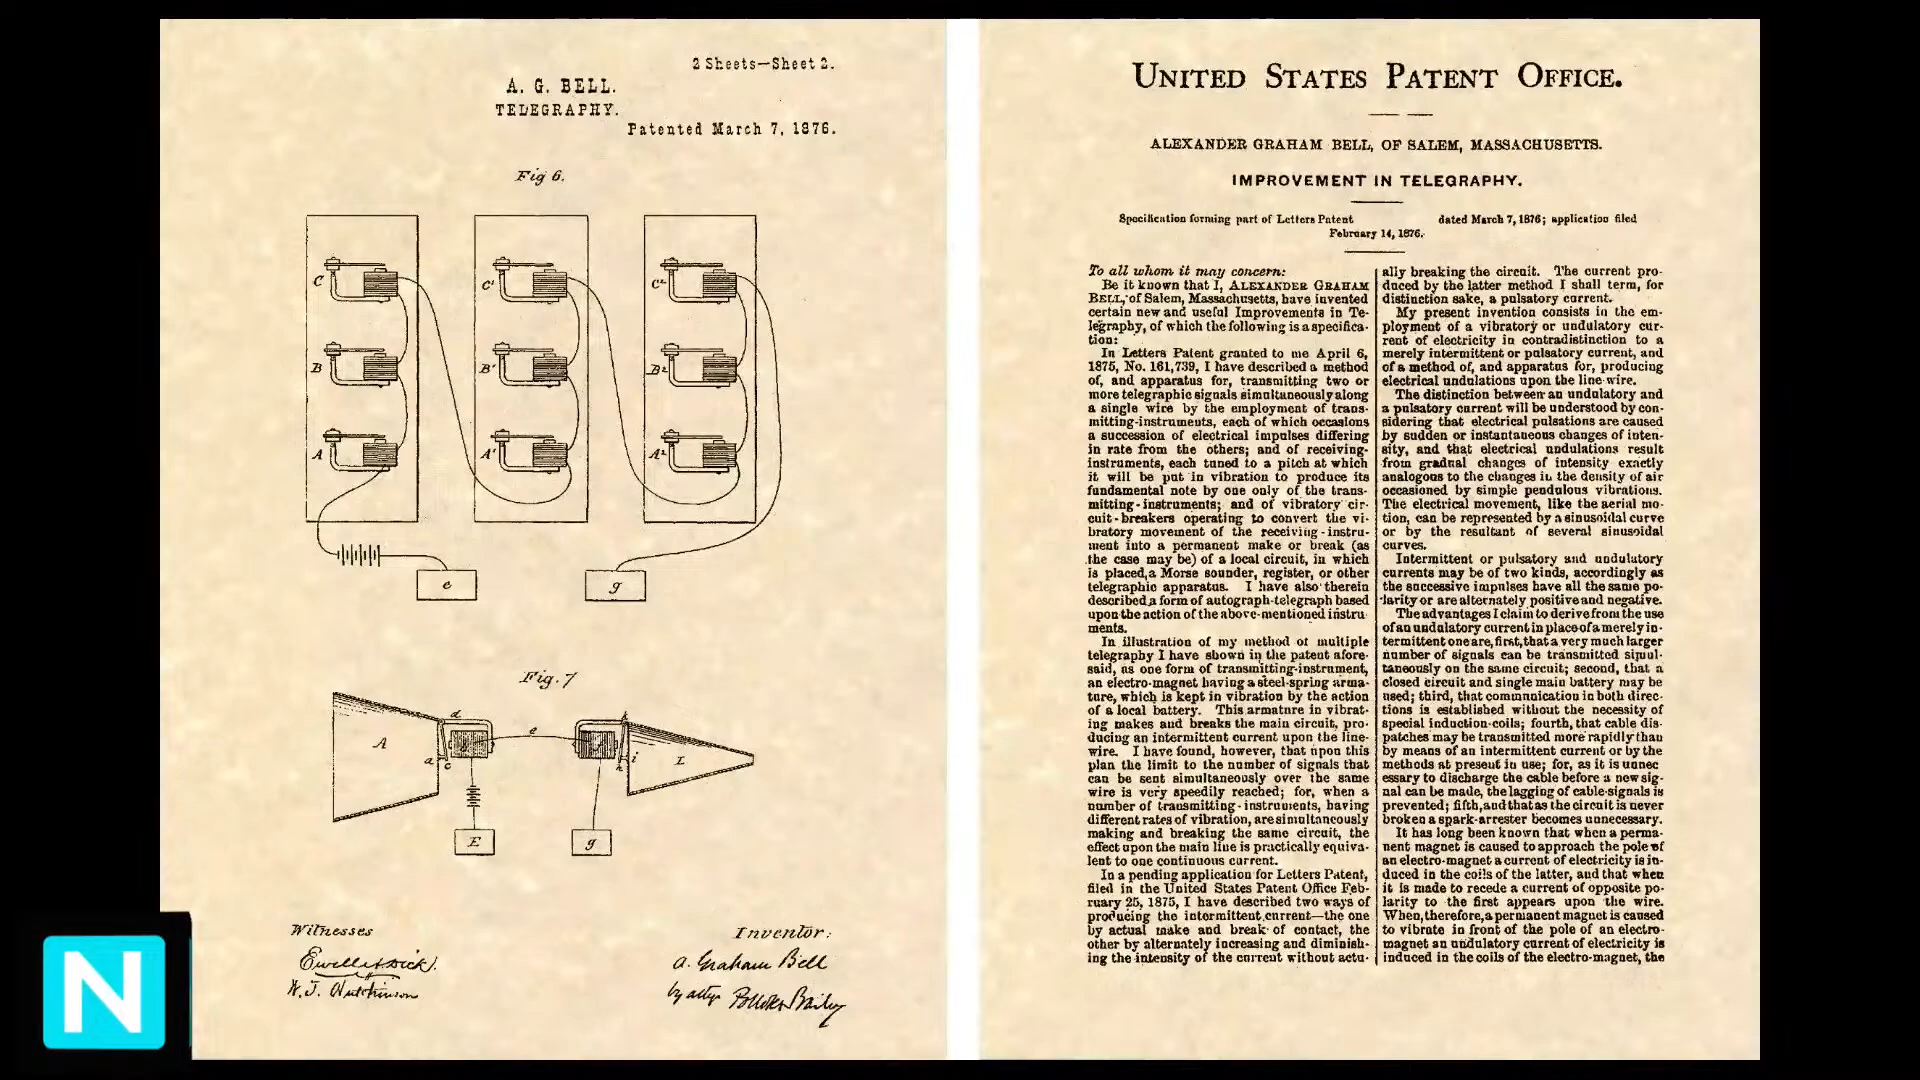 2 Sheets—Sheet 2.
A. G. BELL.
TELEGRAPHY.
Patented March 7, 1876.
Fig 6.
C C' C²
B B' B²
A A' A²
e g
Fig. 7
A d b e f h i L
a c
E g
Witnesses
Ewell A. Dick.
W. J. Hutchinson
Inventor:
A. Graham Bell
by atty Pollok & Bailey
N
UNITED STATES PATENT OFFICE.
ALEXANDER GRAHAM BELL, OF SALEM, MASSACHUSETTS.
IMPROVEMENT IN TELEGRAPHY.
Specification forming part of Letters Patent dated March 7, 1876; application filed
February 14, 1876.
To all whom it may concern:
Be it known that I, ALEXANDER GRAHAM
BELL, of Salem, Massachusetts, have invented
certain new and useful Improvements in Te-
legraphy, of which the following is a specifica-
tion:
In Letters Patent granted to me April 6,
1875, No. 161,739, I have described a method
of, and apparatus for, transmitting two or
more telegraphic signals simultaneously along
a single wire by the employment of trans-
mitting-instruments, each of which occasions
a succession of electrical impulses differing
in rate from the others; and of receiving-
instruments, each tuned to a pitch at which
it will be put in vibration to produce its
fundamental note by one only of the trans-
mitting-instruments; and of vibratory cir-
cuit-breakers operating to convert the vi-
bratory movement of the receiving-instru-
ment into a permanent make or break (as
the case may be) of a local circuit, in which
is placed, a Morse sounder, register, or other
telegraphic apparatus. I have also therein
described a form of autograph-telegraph based
upon the action of the above-mentioned instru
ments.
In illustration of my method of multiple
telegraphy I have shown in the patent afore-
said, as one form of transmitting-instrument,
an electro-magnet having a steel-spring arma-
ture, which is kept in vibration by the action
of a local battery. This armature in vibrat-
ing makes and breaks the main circuit, pro-
ducing an intermittent current upon the line-
wire. I have found, however, that upon this
plan the limit to the number of signals that
can be sent simultaneously over the same
wire is very speedily reached; for, when a
number of transmitting-instruments, having
different rates of vibration, are simultaneously
making and breaking the same circuit, the
effect upon the main line is practically equiva-
lent to one continuous current.
In a pending application for Letters Patent,
filed in the United States Patent Office Feb-
ruary 25, 1875, I have described two ways of
producing the intermittent current—the one
by actual make and break of contact, the
other by alternately increasing and diminish-
ing the intensity of the current without actu-
ally breaking the circuit. The current pro-
duced by the latter method I shall term, for
distinction sake, a pulsatory current.
My present invention consists in the em-
ployment of a vibratory or undulatory cur-
rent of electricity in contradistinction to a
merely intermittent or pulsatory current, and
of a method of, and apparatus for, producing
electrical undulations upon the line-wire.
The distinction between an undulatory and
a pulsatory current will be understood by con-
sidering that electrical pulsations are caused
by sudden or instantaneous changes of inten-
sity, and that electrical undulations result
from gradual changes of intensity exactly
analogous to the changes in the density of air
occasioned by simple pendulous vibrations.
The electrical movement, like the aerial mo-
tion, can be represented by a sinusoidal curve
or by the resultant of several sinusoidal
curves.
Intermittent or pulsatory and undulatory
currents may be of two kinds, accordingly as
the successive impulses have all the same po-
larity or are alternately positive and negative.
The advantages I claim to derive from the use
of an undulatory current in place of a merely in-
termittent one are, first, that a very much larger
number of signals can be transmitted simul-
taneously on the same circuit; second, that a
closed circuit and single main battery may be
used; third, that communication in both direc-
tions is established without the necessity of
special induction-coils; fourth, that cable dis-
patches may be transmitted more rapidly than
by means of an intermittent current or by the
methods at present in use; for, as it is unnec
essary to discharge the cable before a new sig-
nal can be made, the lagging of cable-signals is
prevented; fifth, and that as the circuit is never
broken a spark-arrester becomes unnecessary.
It has long been known that when a perma-
nent magnet is caused to approach the pole of
an electro-magnet a current of electricity is in-
duced in the coils of the latter, and that when
it is made to recede a current of opposite po-
larity to the first appears upon the wire.
When, therefore, a permanent magnet is caused
to vibrate in front of the pole of an electro-
magnet an undulatory current of electricity is
induced in the coils of the electro-magnet, the